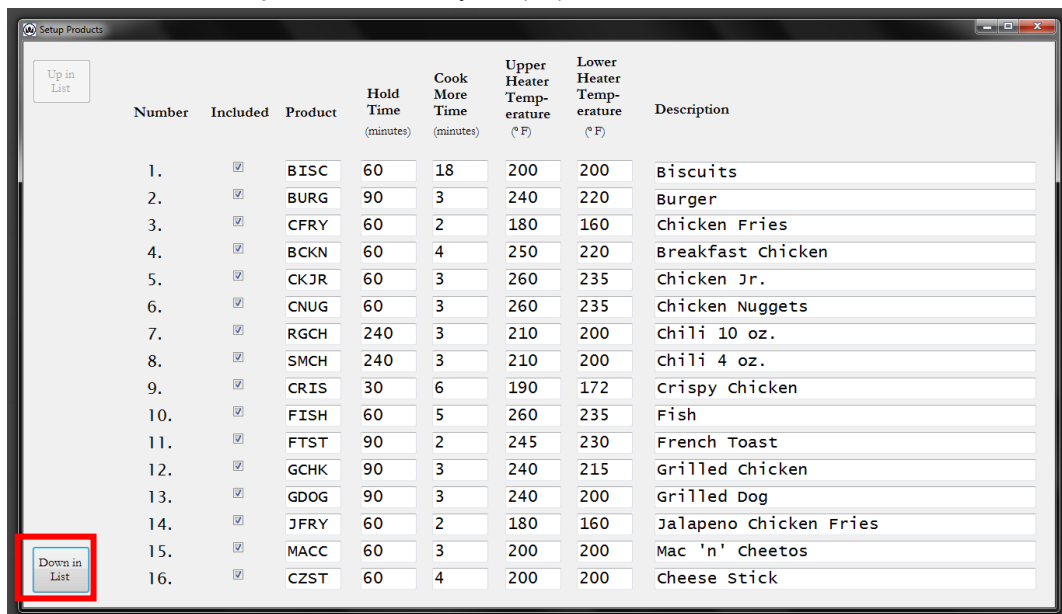 Setup Products
Up in
List
Number Included Product Hold Time (minutes) Cook More Time (minutes) Upper Heater Temp-erature (° F) Lower Heater Temp-erature (° F) Description
1. BISC 60 18 200 200 Biscuits
2. BURG 90 3 240 220 Burger
3. CFRY 60 2 180 160 Chicken Fries
4. BCKN 60 4 250 220 Breakfast Chicken
5. CKJR 60 3 260 235 Chicken Jr.
6. CNUG 60 3 260 235 Chicken Nuggets
7. RGCH 240 3 210 200 Chili 10 oz.
8. SMCH 240 3 210 200 Chili 4 oz.
9. CRIS 30 6 190 172 Crispy Chicken
10. FISH 60 5 260 235 Fish
11. FTST 90 2 245 230 French Toast
12. GCHK 90 3 240 215 Grilled Chicken
13. GDOG 90 3 240 200 Grilled Dog
14. JFRY 60 2 180 160 Jalapeno Chicken Fries
15. MACC 60 3 200 200 Mac 'n' Cheetos
16. CZST 60 4 200 200 Cheese Stick
Down in
List